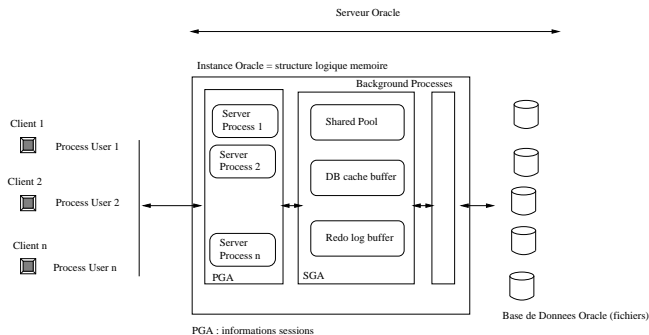 Serveur Oracle
Instance Oracle = structure logique memoire
Background Processes
Client 1
Process User 1
Client 2
Process User 2
Client n
Process User n
Server
Process 1
Server
Process 2
Server
Process n
PGA
Shared Pool
DB cache buffer
Redo log buffer
SGA
Base de Donnees Oracle (fichiers)
PGA : informations sessions